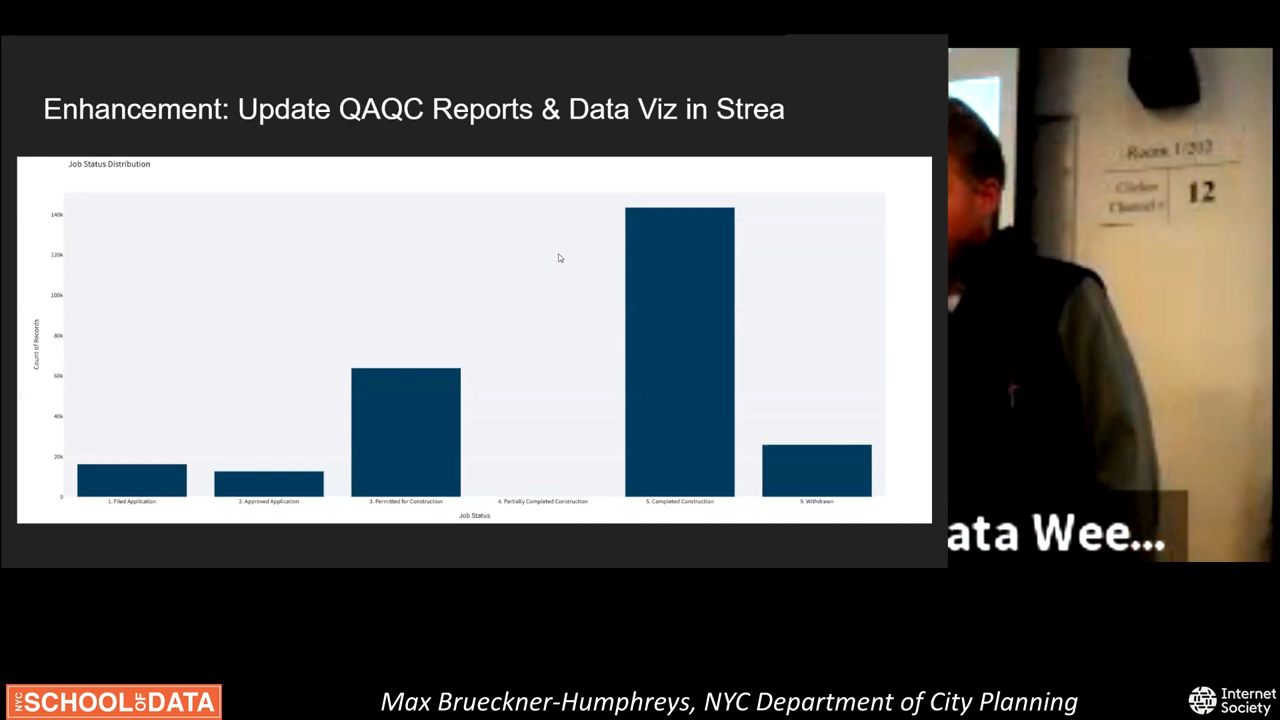 Enhancement: Update QAQC Reports & Data Viz in Strea
Job Status Distribution
140k
120k
100k
80k
60k
40k
20k
0
Count of Records
1. Filed Application
2. Approved Application
3. Permitted for Construction
4. Partially Completed Construction
5. Completed Construction
9. Withdrawn
Job Status
Room 1/202
Clicker
Channel
12
ata Wee...
NYC SCHOOL OF DATA
Max Brueckner-Humphreys, NYC Department of City Planning
Internet
Society